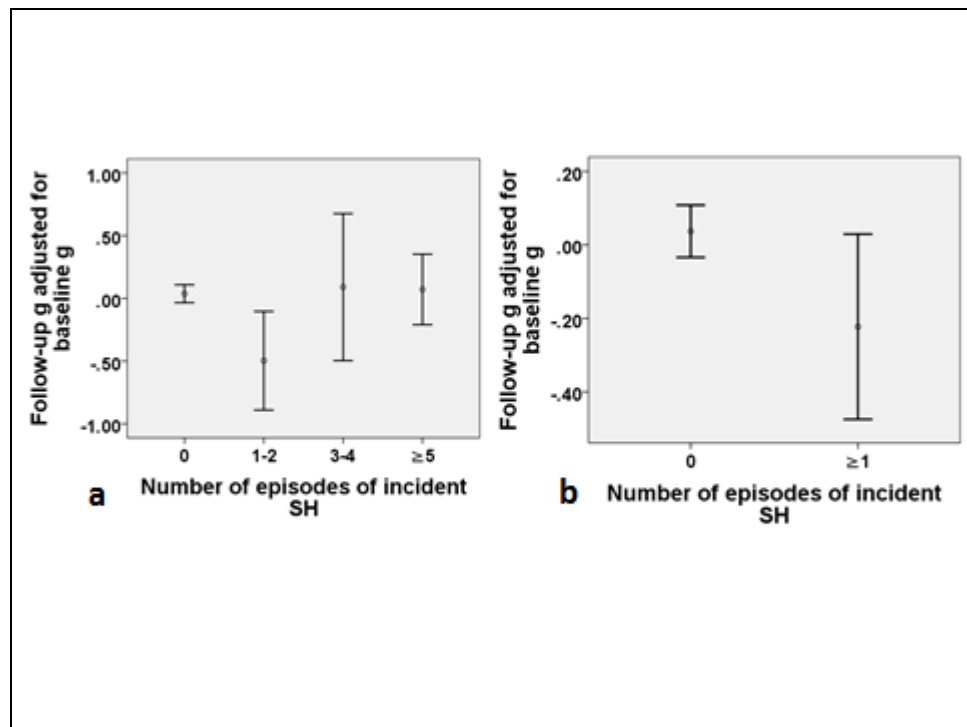 Follow-up g adjusted for
baseline g
1.00
.50
.00
-.50
-1.00
0
1-2
3-4
≥5
Number of episodes of incident
SH
a
Follow-up g adjusted for
baseline g
.20
.00
-.20
-.40
0
≥1
Number of episodes of incident
SH
b